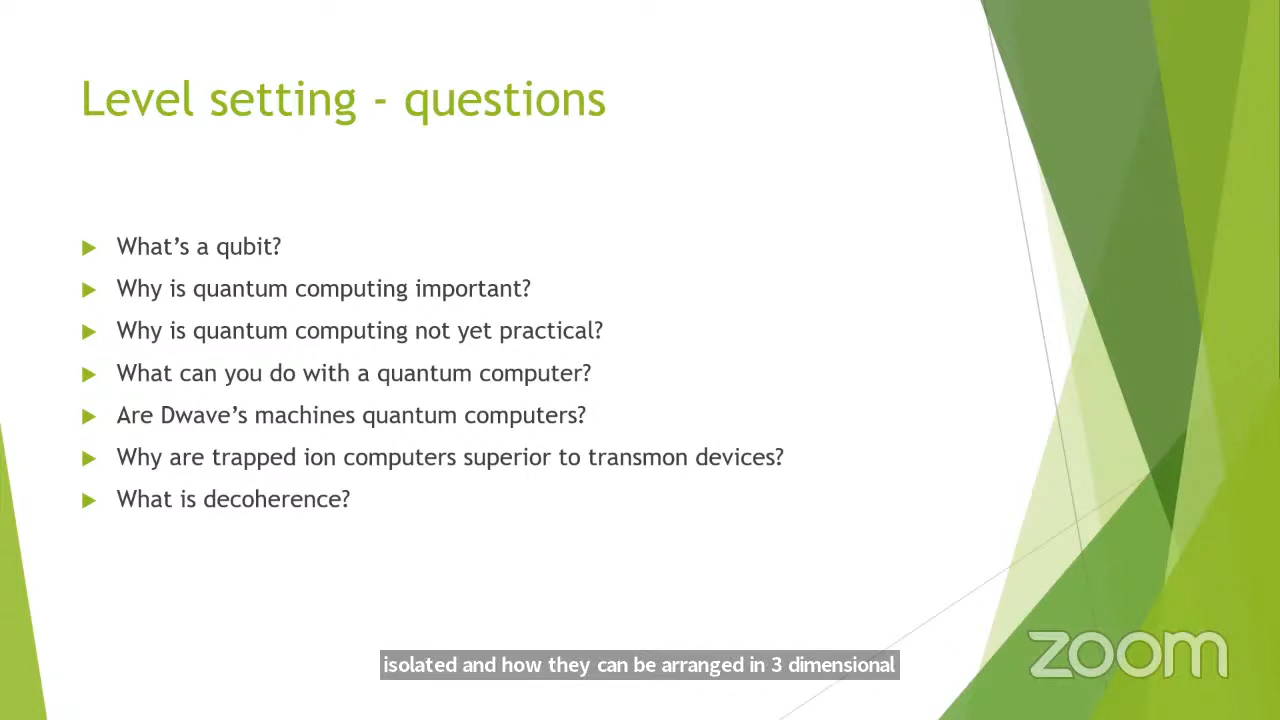 Level setting - questions
What's a qubit?
Why is quantum computing important?
Why is quantum computing not yet practical?
What can you do with a quantum computer?
Are Dwave's machines quantum computers?
Why are trapped ion computers superior to transmon devices?
What is decoherence?
isolated and how they can be arranged in 3 dimensional
zoom